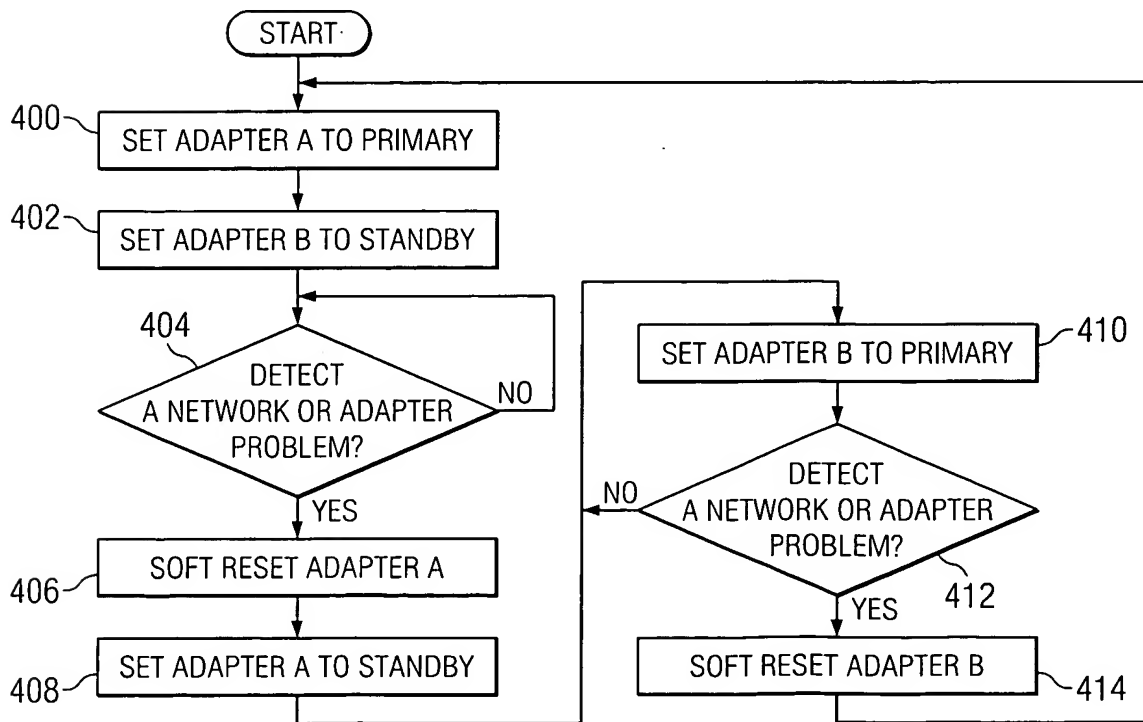 START
400
SET ADAPTER A TO PRIMARY
402
SET ADAPTER B TO STANDBY
404
DETECT
A NETWORK OR ADAPTER
PROBLEM?
NO
YES
406
SOFT RESET ADAPTER A
408
SET ADAPTER A TO STANDBY
410
SET ADAPTER B TO PRIMARY
DETECT
A NETWORK OR ADAPTER
PROBLEM?
NO
412
YES
SOFT RESET ADAPTER B
414